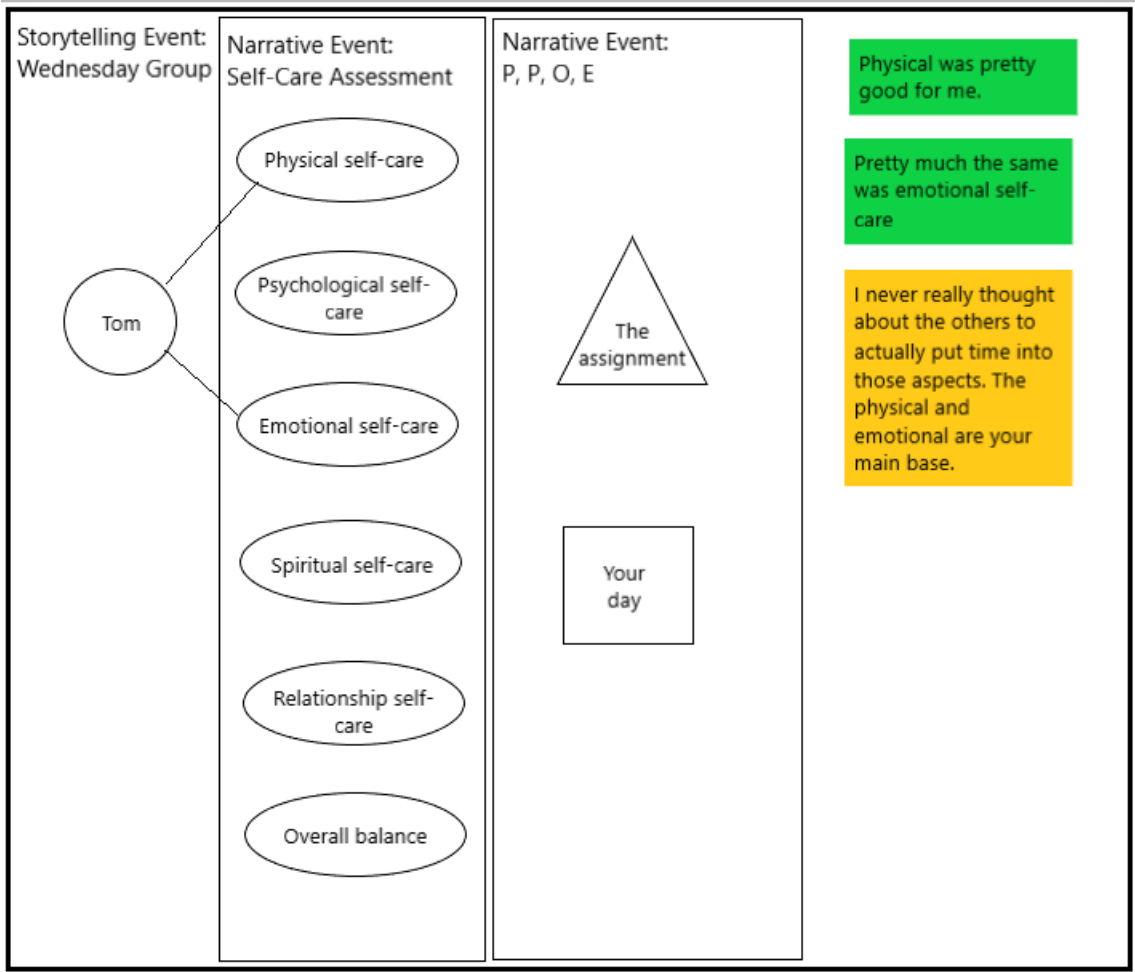 Storytelling Event:
Wednesday Group
Narrative Event:
Self-Care Assessment
Physical self-care
Psychological self-
care
Tom
Emotional self-care
Spiritual self-care
Relationship self-
care
Overall balance
Narrative Event:
P, P, O, E
The
assignment
Your
day
Physical was pretty
good for me.
Pretty much the same
was emotional self-
care
I never really thought
about the others to
actually put time into
those aspects. The
physical and
emotional are your
main base.